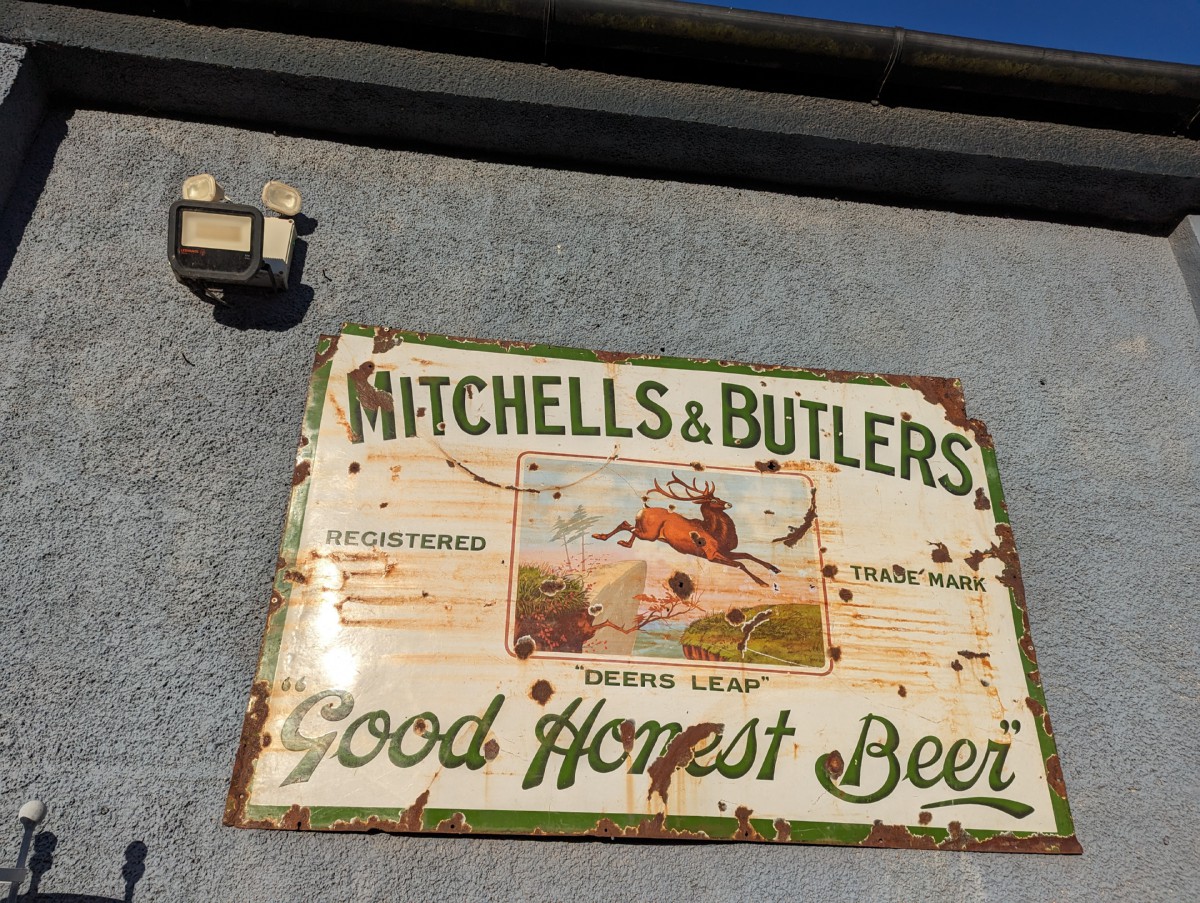 MITCHELLS & BUTLERS
REGISTERED
TRADE MARK
"DEERS LEAP"
"Good Honest Beer"